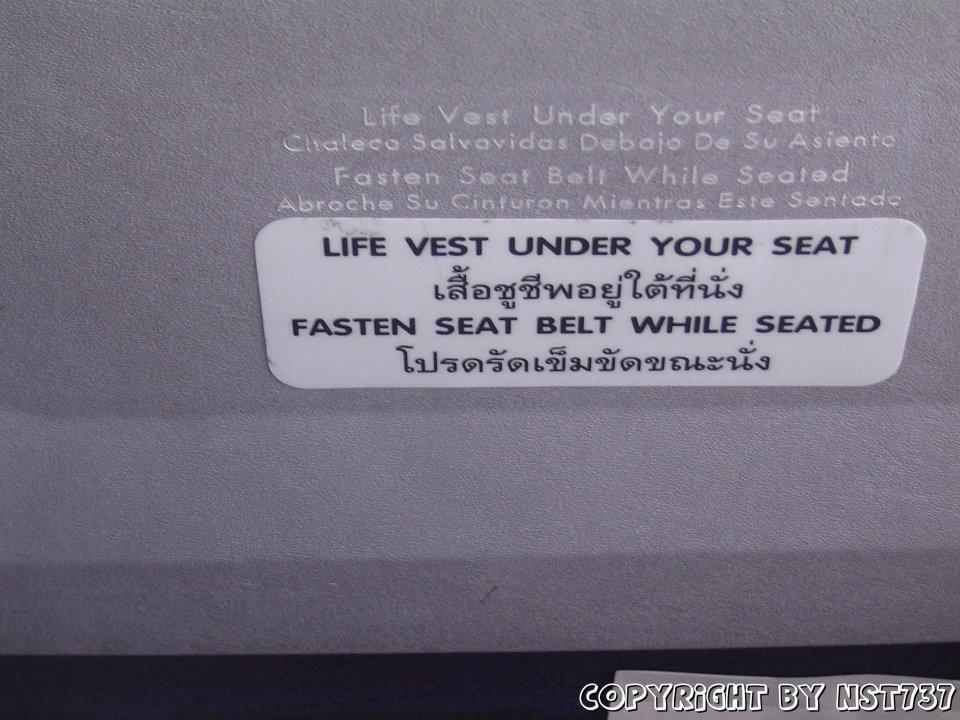 Life Vest Under Your Seat
Chaleco Salvavidas Debajo De Su Asiento
Fasten Seat Belt While Seated
Abroche Su Cinturon Mientras Este Sentado
LIFE VEST UNDER YOUR SEAT
เสื้อชูชีพอยู่ใต้ที่นั่ง
FASTEN SEAT BELT WHILE SEATED
โปรดรัดเข็มขัดขณะนั่ง
COPYRIGHT BY NST737